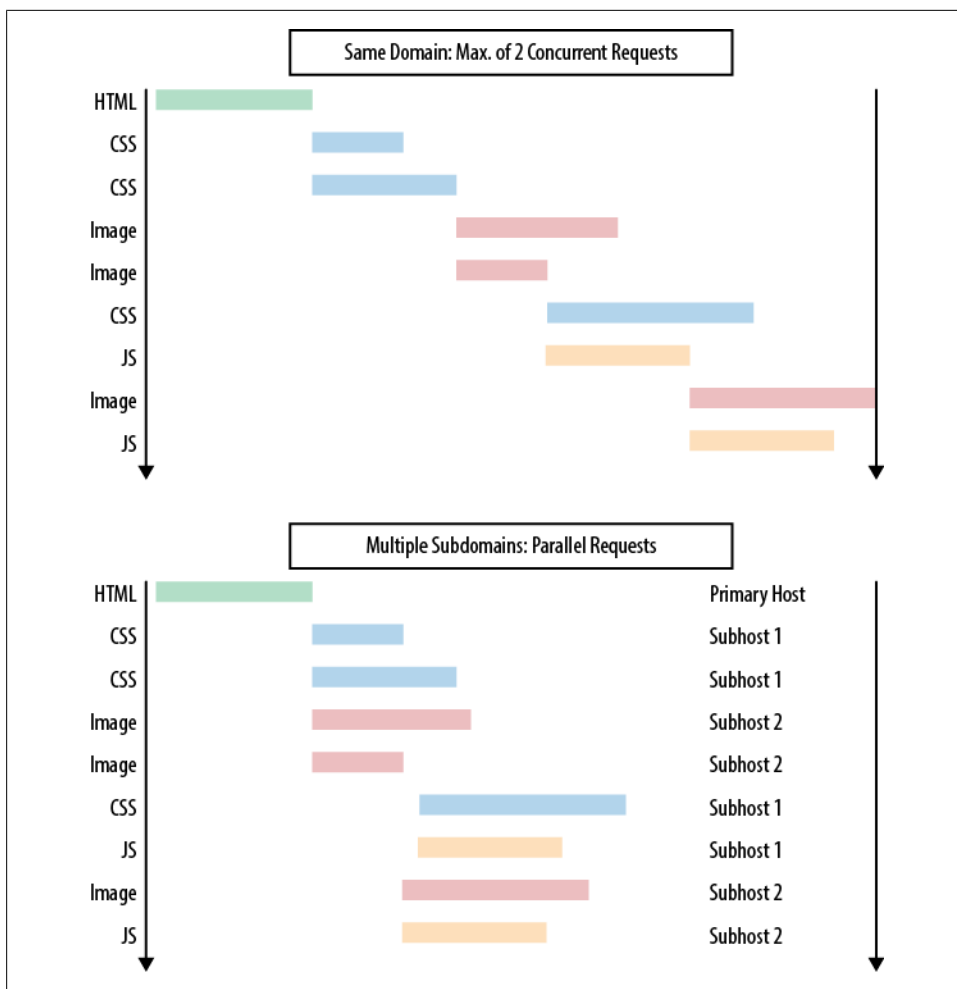 Same Domain: Max. of 2 Concurrent Requests
HTML
CSS
CSS
Image
Image
CSS
JS
Image
JS
Multiple Subdomains: Parallel Requests
HTML Primary Host
CSS Subhost 1
CSS Subhost 1
Image Subhost 2
Image Subhost 2
CSS Subhost 1
JS Subhost 1
Image Subhost 2
JS Subhost 2